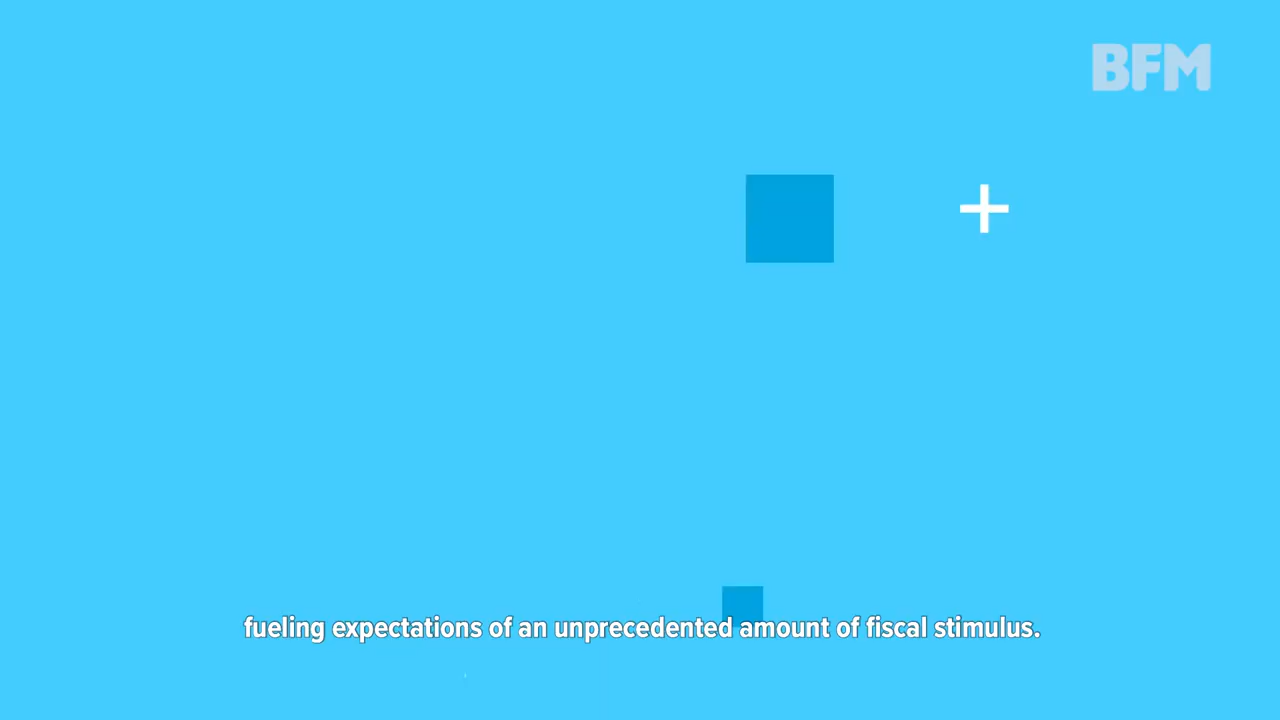 BFM
fueling expectations of an unprecedented amount of fiscal stimulus.